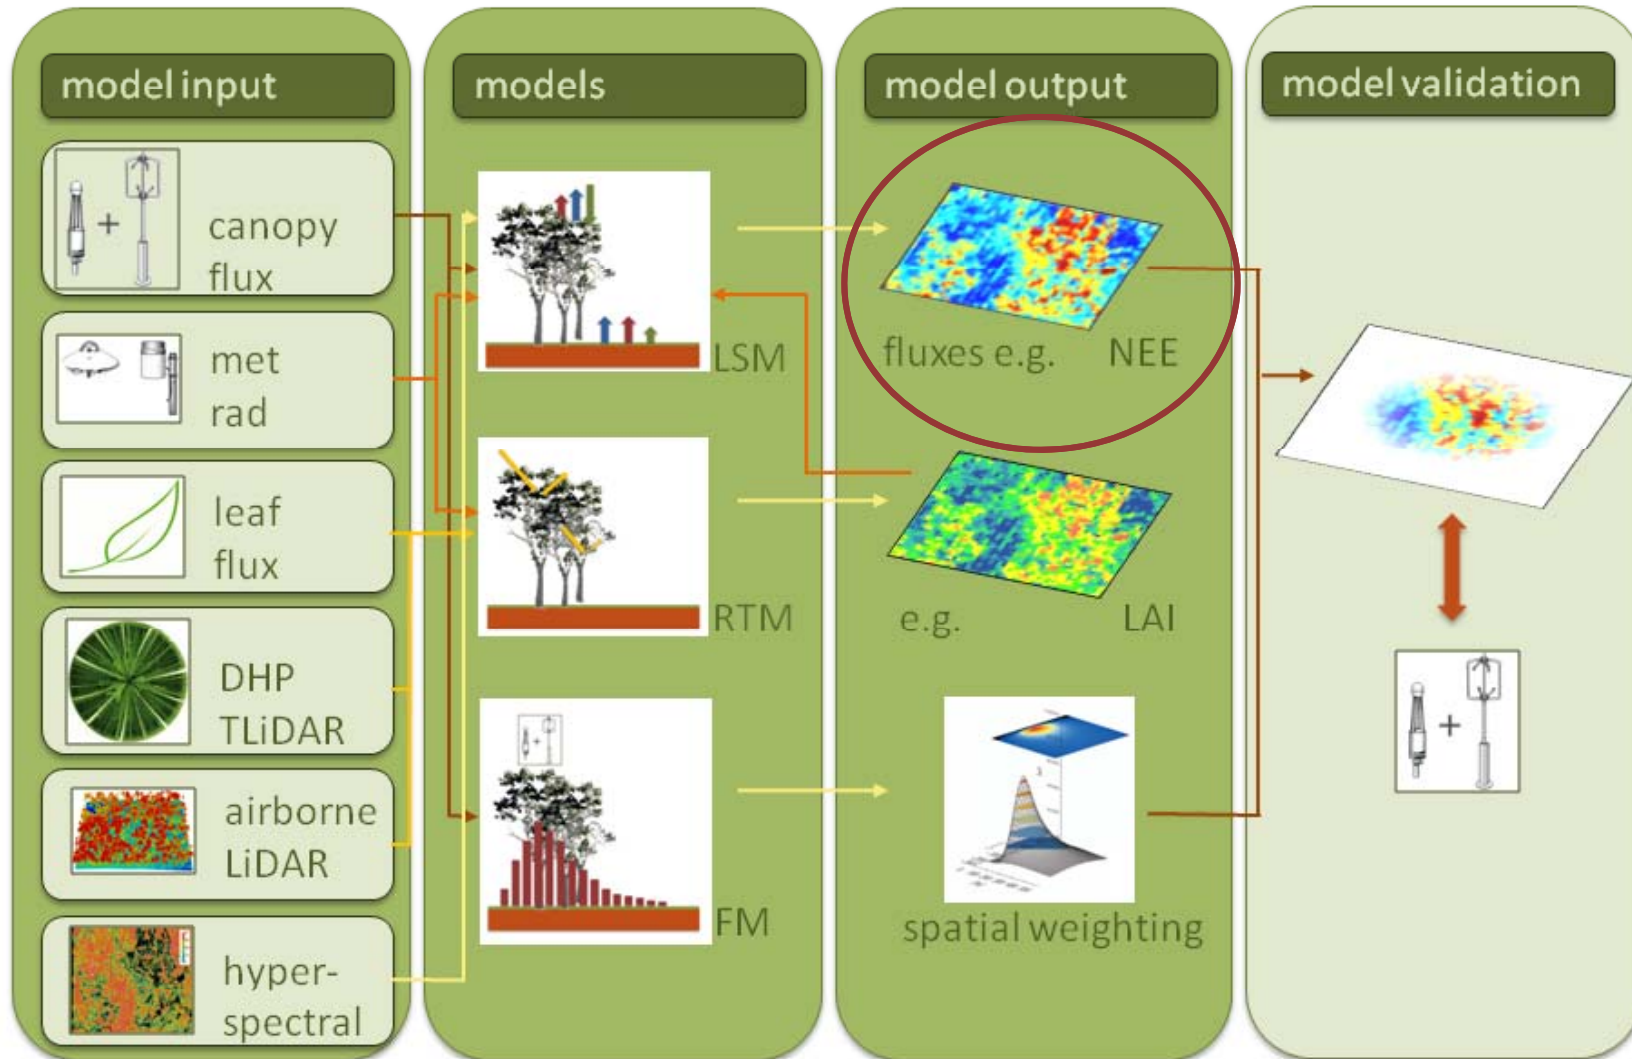 model input
canopy
flux
met
rad
leaf
flux
DHP
TLiDAR
airborne
LiDAR
hyper-
spectral
models
LSM
RTM
FM
model output
fluxes e.g. NEE
e.g. LAI
spatial weighting
model validation